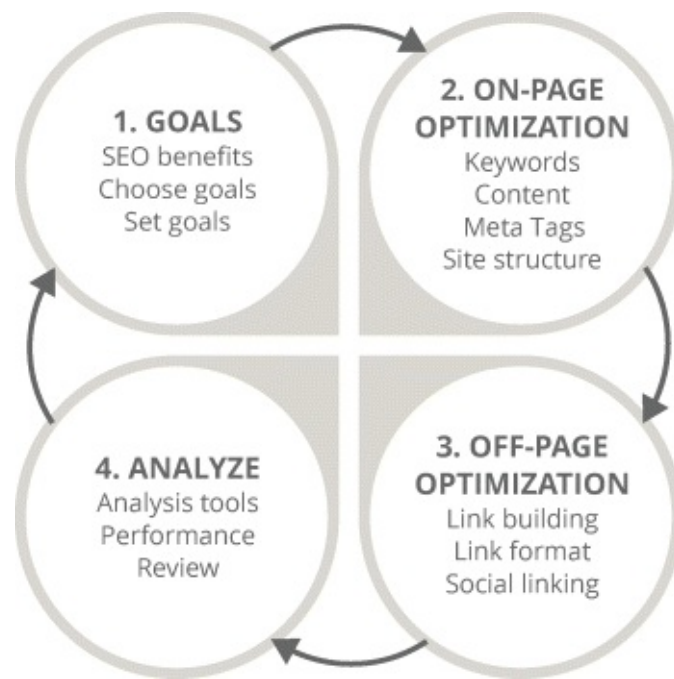 1. GOALS
SEO benefits
Choose goals
Set goals
2. ON-PAGE
OPTIMIZATION
Keywords
Content
Meta Tags
Site structure
3. OFF-PAGE
OPTIMIZATION
Link building
Link format
Social linking
4. ANALYZE
Analysis tools
Performance
Review